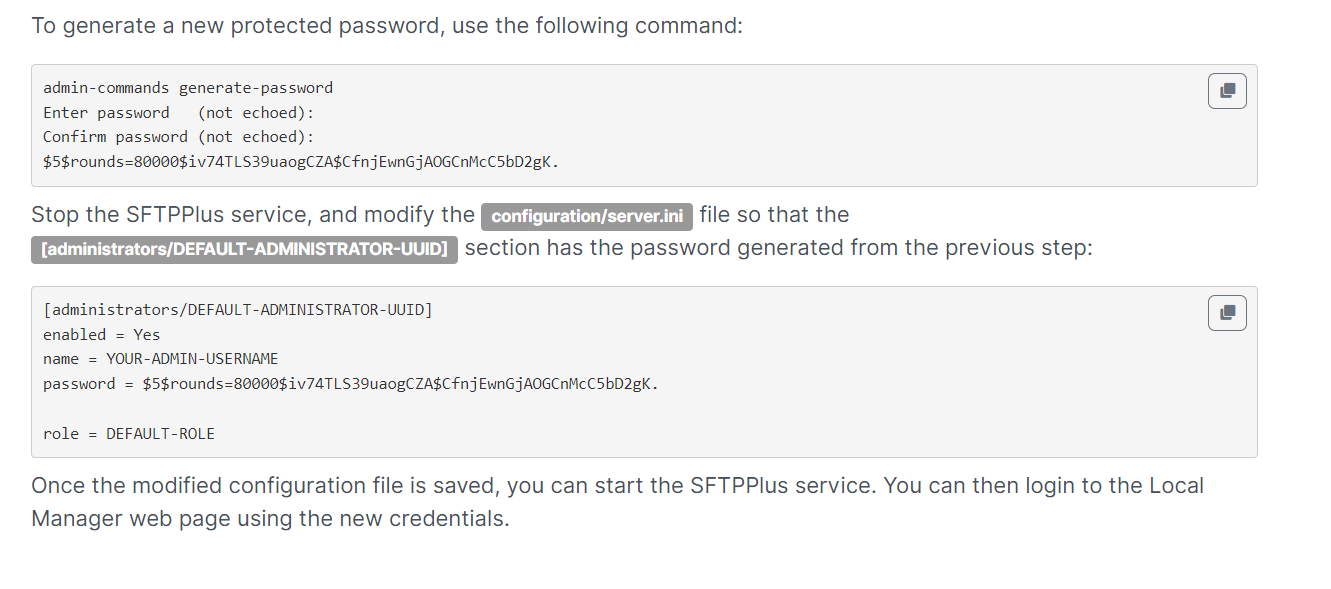 To generate a new protected password, use the following command:
admin-commands generate-password
Enter password   (not echoed):
Confirm password (not echoed):
$5$rounds=80000$iv74TLS39uaogCZA$CfnjEwnGjAOGCnMcC5bD2gK.
Stop the SFTPPlus service, and modify the configuration/server.ini file so that the
[administrators/DEFAULT-ADMINISTRATOR-UUID] section has the password generated from the previous step:
[administrators/DEFAULT-ADMINISTRATOR-UUID]
enabled = Yes
name = YOUR-ADMIN-USERNAME
password = $5$rounds=80000$iv74TLS39uaogCZA$CfnjEwnGjAOGCnMcC5bD2gK.
role = DEFAULT-ROLE
Once the modified configuration file is saved, you can start the SFTPPlus service. You can then login to the Local
Manager web page using the new credentials.